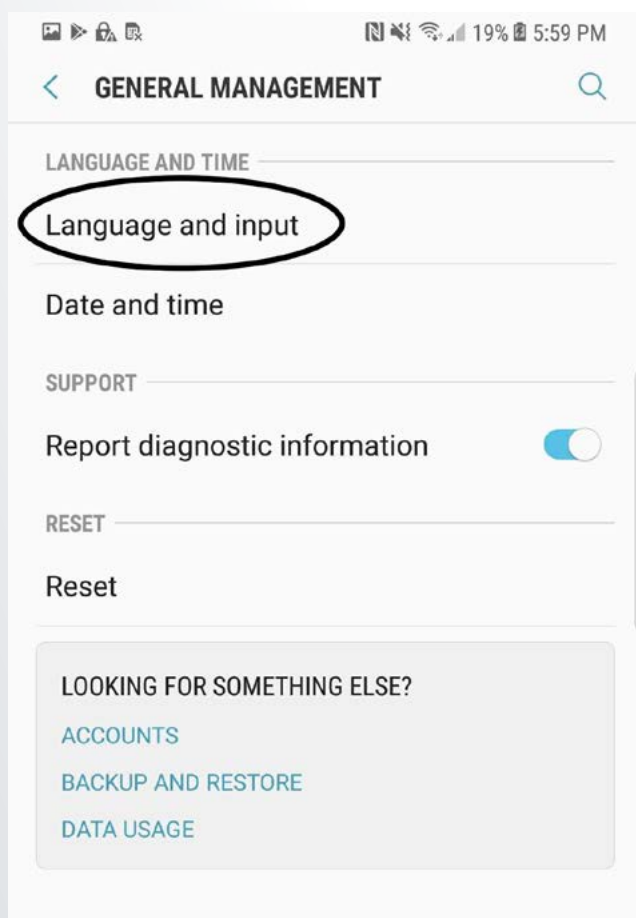 19% 5:59 PM
GENERAL MANAGEMENT
LANGUAGE AND TIME
Language and input
Date and time
SUPPORT
Report diagnostic information
RESET
Reset
LOOKING FOR SOMETHING ELSE?
ACCOUNTS
BACKUP AND RESTORE
DATA USAGE